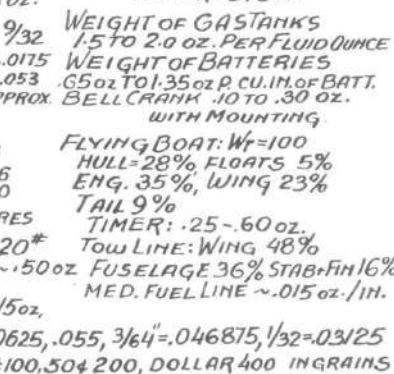 OZ.
9/32 WEIGHT OF GAS TANKS
1.5 TO 2.0 oz. PER FLUID OUNCE
.0175 WEIGHT OF BATTERIES
.053 .65 oz TO 1.35 oz P. CU. IN. OF BATT.
PPROX. BELL CRANK .10 TO .30 OZ.
WITH MOUNTING
FLYING BOAT: WT=100
HULL=28% FLOATS 5%
6 ENG. 35%, WING 23%
0 TAIL 9%
RES TIMER: .25~.60 oz.
20# TOW LINE: WING 48%
~.50 oz FUSELAGE 36% STAB+FIN 16%
MED. FUEL LINE ~.015 oz./IN.
/5oz,
0625, .055, 3/64"=.046875, 1/32=.03125
=100, 50¢ 200, DOLLAR 400 IN GRAINS